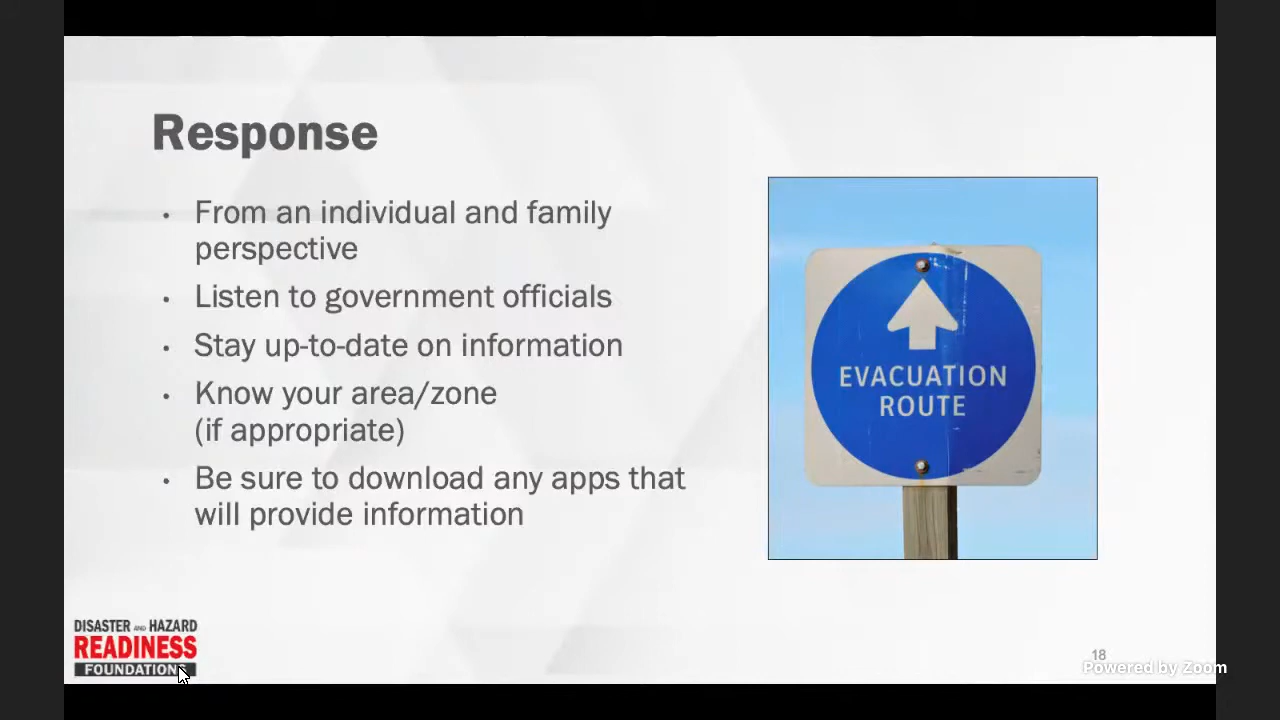 Response
• From an individual and family
perspective
• Listen to government officials
• Stay up-to-date on information
• Know your area/zone
(if appropriate)
• Be sure to download any apps that
will provide information
EVACUATION
ROUTE
DISASTER AND HAZARD
READINESS
FOUNDATIONS
18
Powered by Zoom